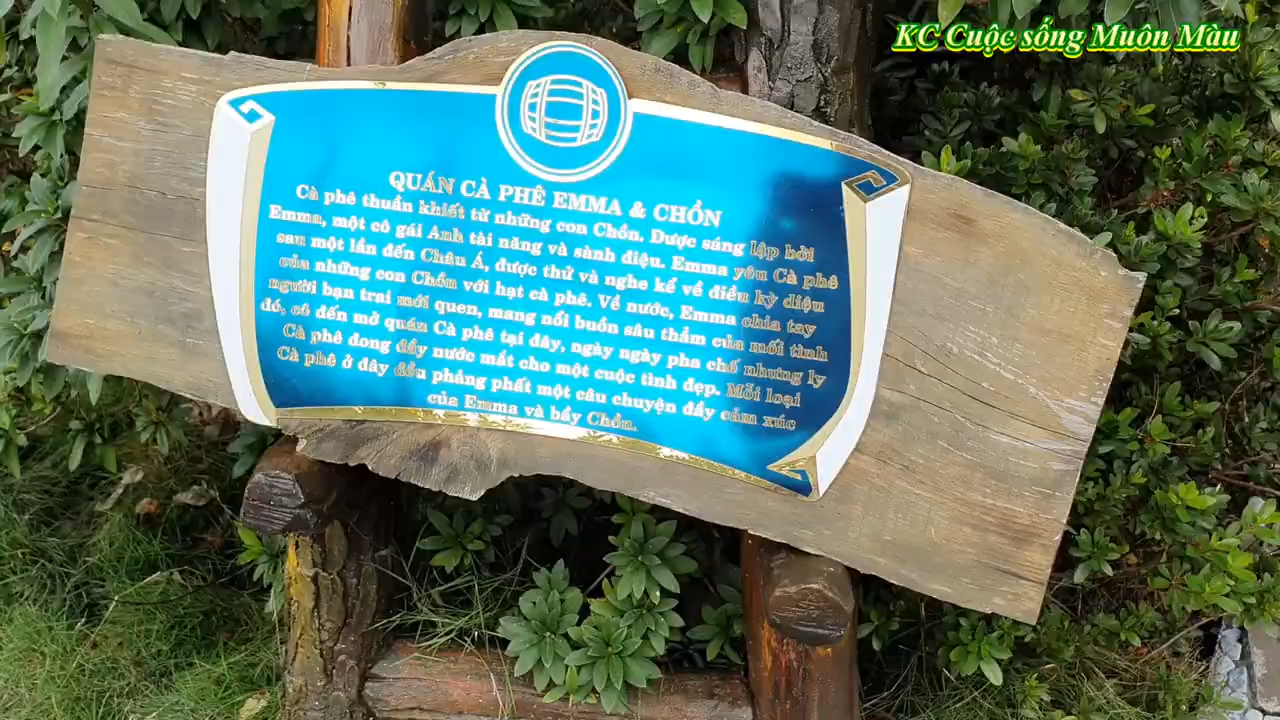 KC Cuộc sống Muôn Màu
QUÁN CÀ PHÊ EMMA & CHỒN
Cà phê thuần khiết từ những con Chồn. Được sáng lập bởi
Emma, một cô gái Anh tài năng và sành điệu. Emma yêu Cà phê
sau một lần đến Châu Á, được thử và nghe kể về điều kỳ diệu
của những con Chồn với hạt cà phê. Về nước, Emma chia tay
người bạn trai mới quen, mang nổi buồn sâu thẳm của mối tình
đó, cô đến mở quán Cà phê tại đây, ngày ngày pha chế những ly
Cà phê đong đầy nước mắt cho một cuộc tình đẹp. Mỗi loại
Cà phê ở đây đều phảng phất một câu chuyện đầy cảm xúc
của Emma và bầy Chồn.